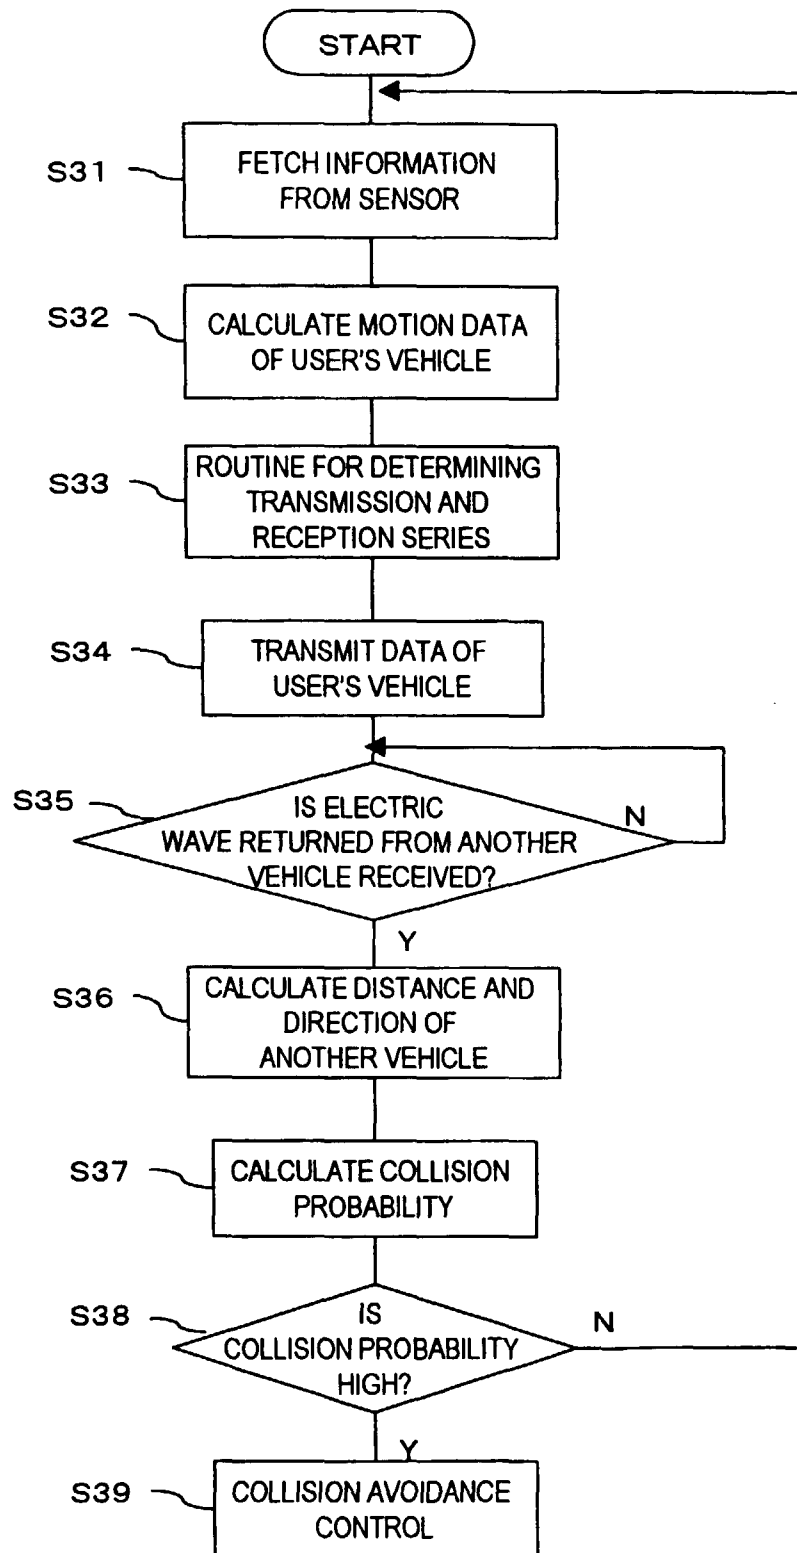 START
S31
FETCH INFORMATION
FROM SENSOR
S32
CALCULATE MOTION DATA
OF USER'S VEHICLE
S33
ROUTINE FOR DETERMINING
TRANSMISSION AND
RECEPTION SERIES
S34
TRANSMIT DATA OF
USER'S VEHICLE
S35
IS ELECTRIC
WAVE RETURNED FROM ANOTHER
VEHICLE RECEIVED?
N
Y
S36
CALCULATE DISTANCE AND
DIRECTION OF
ANOTHER VEHICLE
S37
CALCULATE COLLISION
PROBABILITY
S38
IS
COLLISION PROBABILITY
HIGH?
N
Y
S39
COLLISION AVOIDANCE
CONTROL